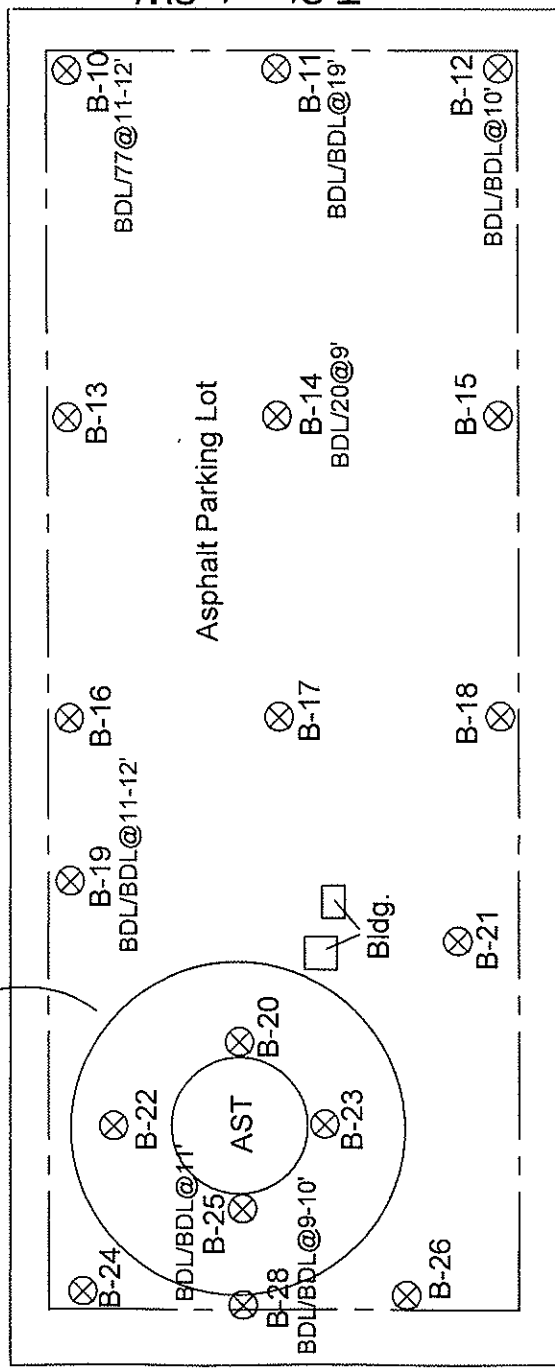 B-10
BDL/77@11-12'
B-11
BDL/BDL@19'
B-12
BDL/BDL@10'
B-13
B-14
BDL/20@9'
B-15
Asphalt Parking Lot
B-16
B-17
B-18
B-19
BDL/BDL@11-12'
Bldg.
B-21
B-20
B-22
AST
B-23
BDL/BDL@11'
B-25
B-24
B-28
BDL/BDL@9-10'
B-26